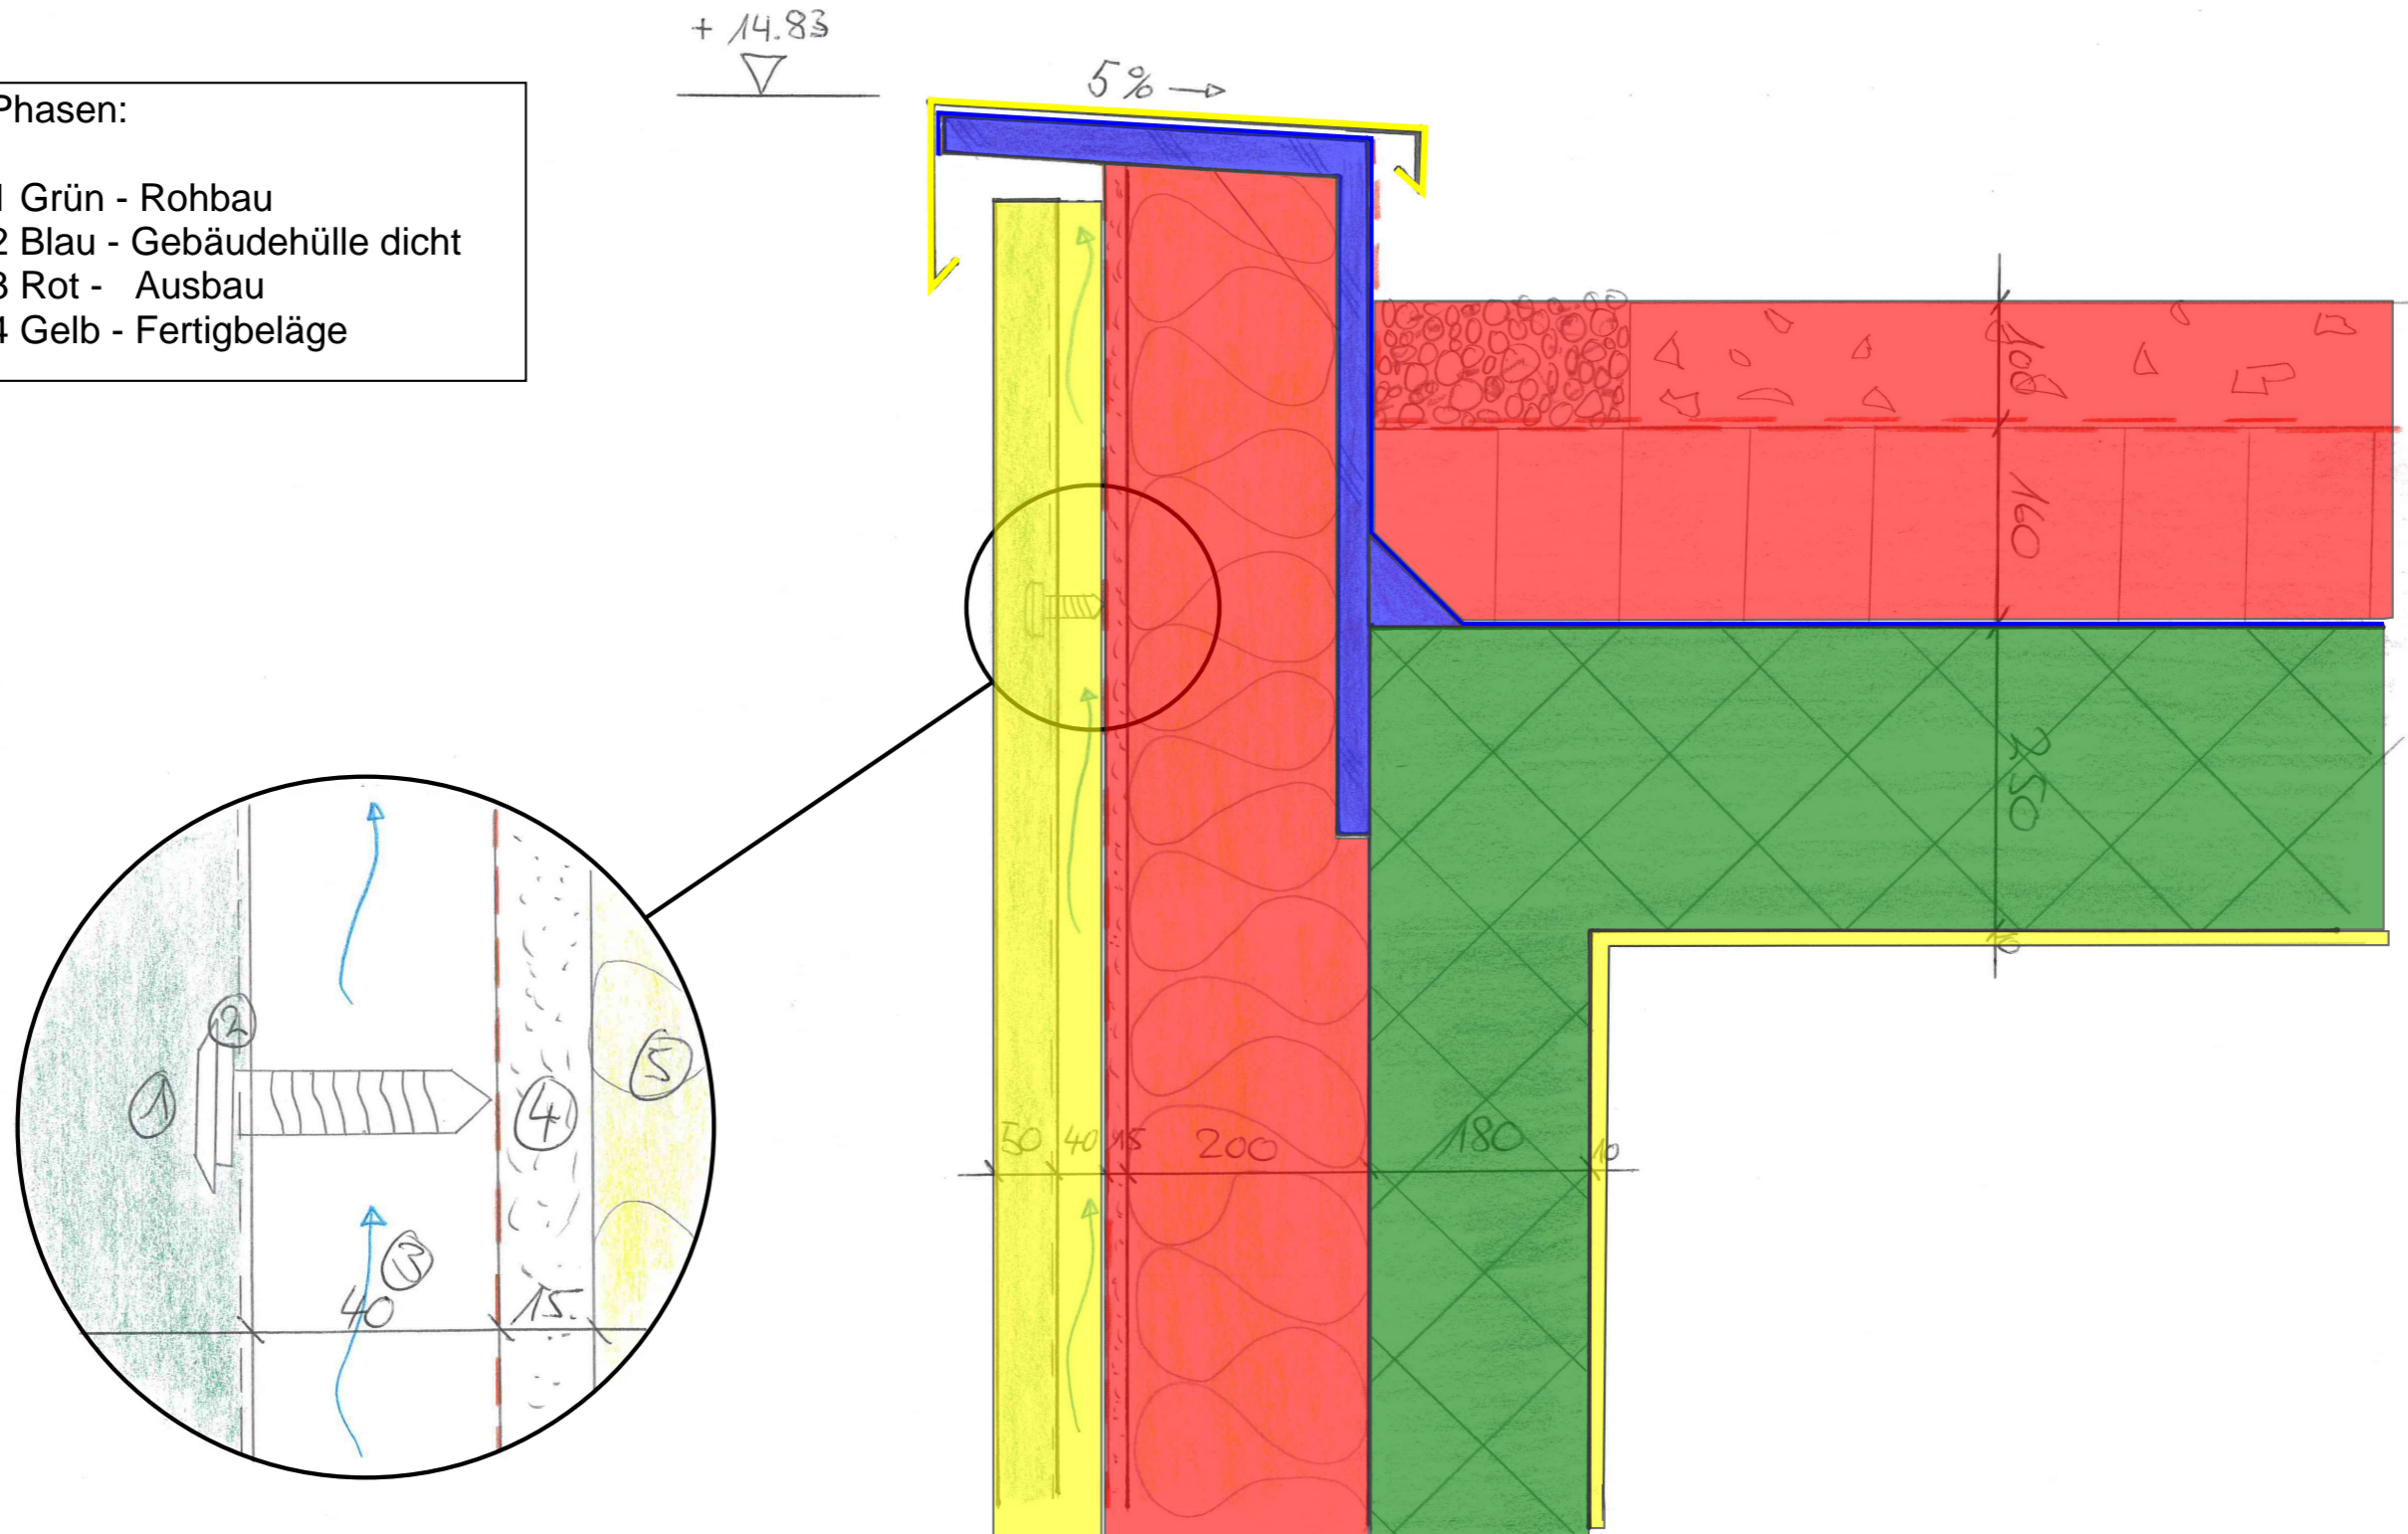 + 14.83
5% →
Phasen:
1 Grün - Rohbau
2 Blau - Gebäudehülle dicht
3 Rot - Ausbau
4 Gelb - Fertigbeläge
100
160
250
10
50 40 15 200 180 10
2
1
5
4
3
40 15